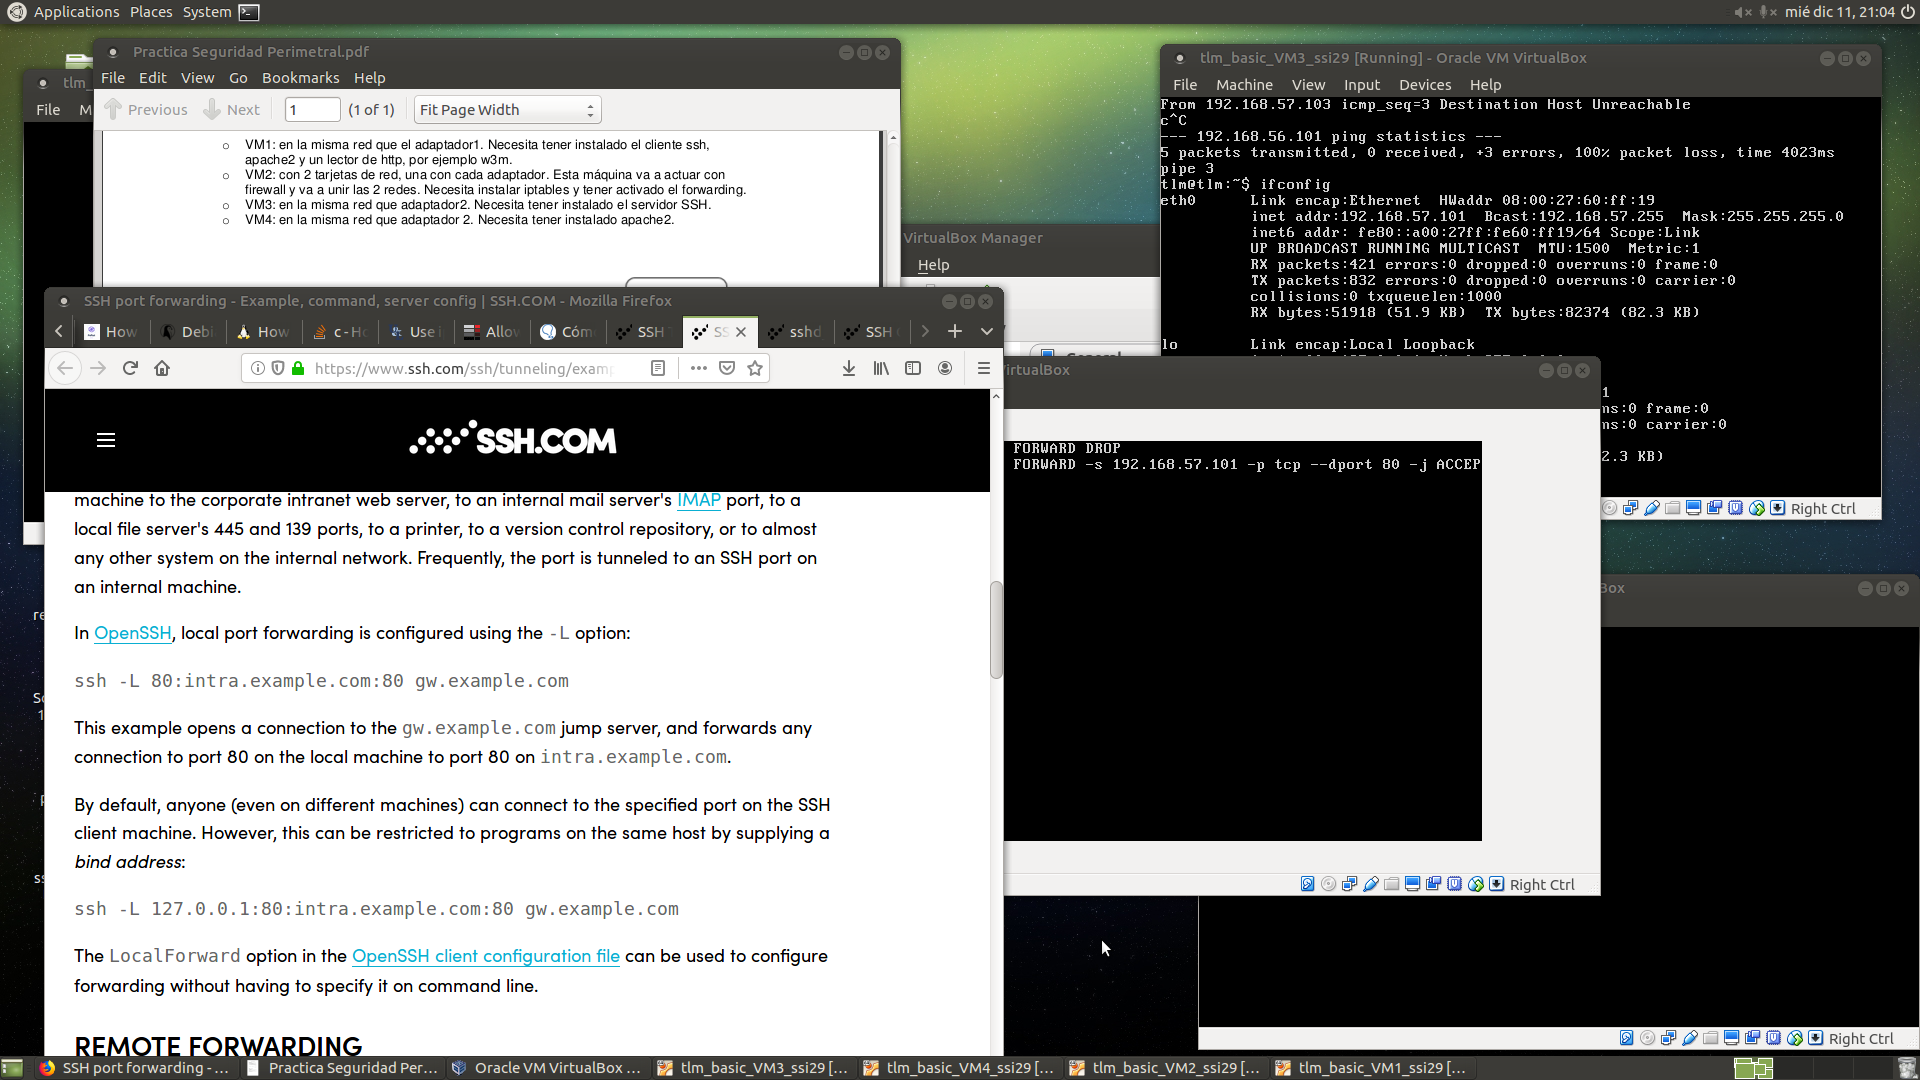 Applications Places System
mié dic 11, 21:04
Practica Seguridad Perimetral.pdf
File Edit View Go Bookmarks Help
Previous Next 1 (1 of 1) Fit Page Width
VM1: en la misma red que el adaptador1. Necesita tener instalado el cliente ssh,
apache2 y un lector de http, por ejemplo w3m.
VM2: con 2 tarjetas de red, una con cada adaptador. Esta máquina va a actuar con
firewall y va a unir las 2 redes. Necesita instalar iptables y tener activado el forwarding.
VM3: en la misma red que adaptador2. Necesita tener instalado el servidor SSH.
VM4: en la misma red que adaptador 2. Necesita tener instalado apache2.
tlm_
File M
VirtualBox Manager
Help
tlm_basic_VM3_ssi29 [Running] - Oracle VM VirtualBox
File Machine View Input Devices Help
From 192.168.57.103 icmp_seq=3 Destination Host Unreachable
c^C
--- 192.168.56.101 ping statistics ---
5 packets transmitted, 0 received, +3 errors, 100% packet loss, time 4023ms
pipe 3
tlm@tlm:~$ ifconfig
eth0 Link encap:Ethernet HWaddr 08:00:27:60:ff:19
inet addr:192.168.57.101 Bcast:192.168.57.255 Mask:255.255.255.0
inet6 addr: fe80::a00:27ff:fe60:ff19/64 Scope:Link
UP BROADCAST RUNNING MULTICAST MTU:1500 Metric:1
RX packets:421 errors:0 dropped:0 overruns:0 frame:0
TX packets:832 errors:0 dropped:0 overruns:0 carrier:0
collisions:0 txqueuelen:1000
RX bytes:51918 (51.9 KB) TX bytes:82374 (82.3 KB)
lo Link encap:Local Loopback
1
ns:0 frame:0
ns:0 carrier:0
2.3 KB)
Right Ctrl
SSH port forwarding - Example, command, server config | SSH.COM - Mozilla Firefox
How Debi How c - Ho Use i Allov Cómo SSH SS sshd SSH
https://www.ssh.com/ssh/tunneling/examp
SSH.COM
machine to the corporate intranet web server, to an internal mail server's IMAP port, to a
local file server's 445 and 139 ports, to a printer, to a version control repository, or to almost
any other system on the internal network. Frequently, the port is tunneled to an SSH port on
an internal machine.
In OpenSSH, local port forwarding is configured using the -L option:
ssh -L 80:intra.example.com:80 gw.example.com
This example opens a connection to the gw.example.com jump server, and forwards any
connection to port 80 on the local machine to port 80 on intra.example.com.
By default, anyone (even on different machines) can connect to the specified port on the SSH
client machine. However, this can be restricted to programs on the same host by supplying a
bind address:
ssh -L 127.0.0.1:80:intra.example.com:80 gw.example.com
The LocalForward option in the OpenSSH client configuration file can be used to configure
forwarding without having to specify it on command line.
REMOTE FORWARDING
General
VirtualBox
FORWARD DROP
FORWARD -s 192.168.57.101 -p tcp --dport 80 -j ACCEP
Right Ctrl
Box
Right Ctrl
SSH port forwarding - ... Practica Seguridad Per... Oracle VM VirtualBox ... tlm_basic_VM3_ssi29 [... tlm_basic_VM4_ssi29 [... tlm_basic_VM2_ssi29 [... tlm_basic_VM1_ssi29 [...